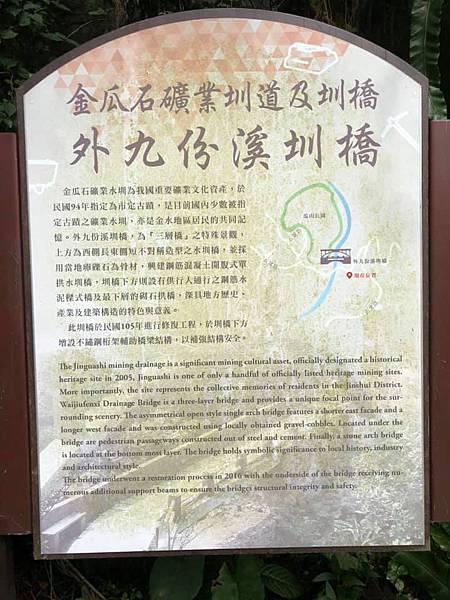 金瓜石礦業圳道及圳橋
外九份溪圳橋
金瓜石礦業水圳為我國重要礦業文化資產，於
民國94年指定為市定古蹟，是目前國內少數被指
定古蹟之礦業水圳，亦是金水地區居民的共同記
憶。外九份溪圳橋，為「三層橋」之特殊景觀，
上方為西翹長東翹短不對稱造型之水圳橋，並採
用當地卵礫石為骨材，興建鋼筋混凝土開腹式單
拱水圳橋，圳橋下方則設有供行人通行之鋼筋水
泥樑式橋及最下層的砌石拱橋，深具地方歷史、
產業及建築構造的特色與意義。
此圳橋於民國105年進行修復工程，於圳橋下方
增設不鏽鋼桁架輔助橋梁結構，以補強結構安全。
瓜山公園
外九份溪圳橋
現在位置
The Jinguashi mining drainage is a significant mining cultural asset, officially designated a historical
heritage site in 2005, Jinguashi is one of only a handful of officially listed heritage mining sites.
More importantly, the site represents the collective memories of residents in the Jinshui District.
Waijiufenxi Drainage Bridge is a three-layer bridge and provides a unique focal point for the sur-
rounding scenery. The asymmetrical open style single arch bridge features a shorter east facade and a
longer west facade and was constructed using locally obtained gravel-cobbles. Located under the
bridge are pedestrian passageways constructed out of steel and cement. Finally, a stone arch bridge
is located at the bottom most layer. The bridge holds symbolic significance to local history, industry
and architectural style.
The bridge underwent a restoration process in 2016 with the underside of the bridge receiving nu-
merous additional support beams to ensure the bridges structural integrity and safety.